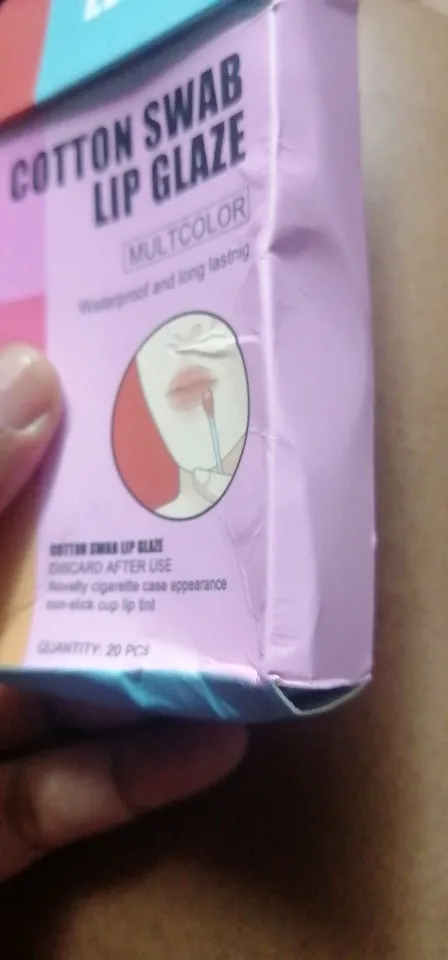 COTTON SWAB
LIP GLAZE
MULTCOLOR
Waterproof and long lastnig
COTTON SWAB LIP GLAZE
DISCARD AFTER USE
Novelty cigarette case appearance
non-stick cup lip tint
QUANTITY: 20 PCS